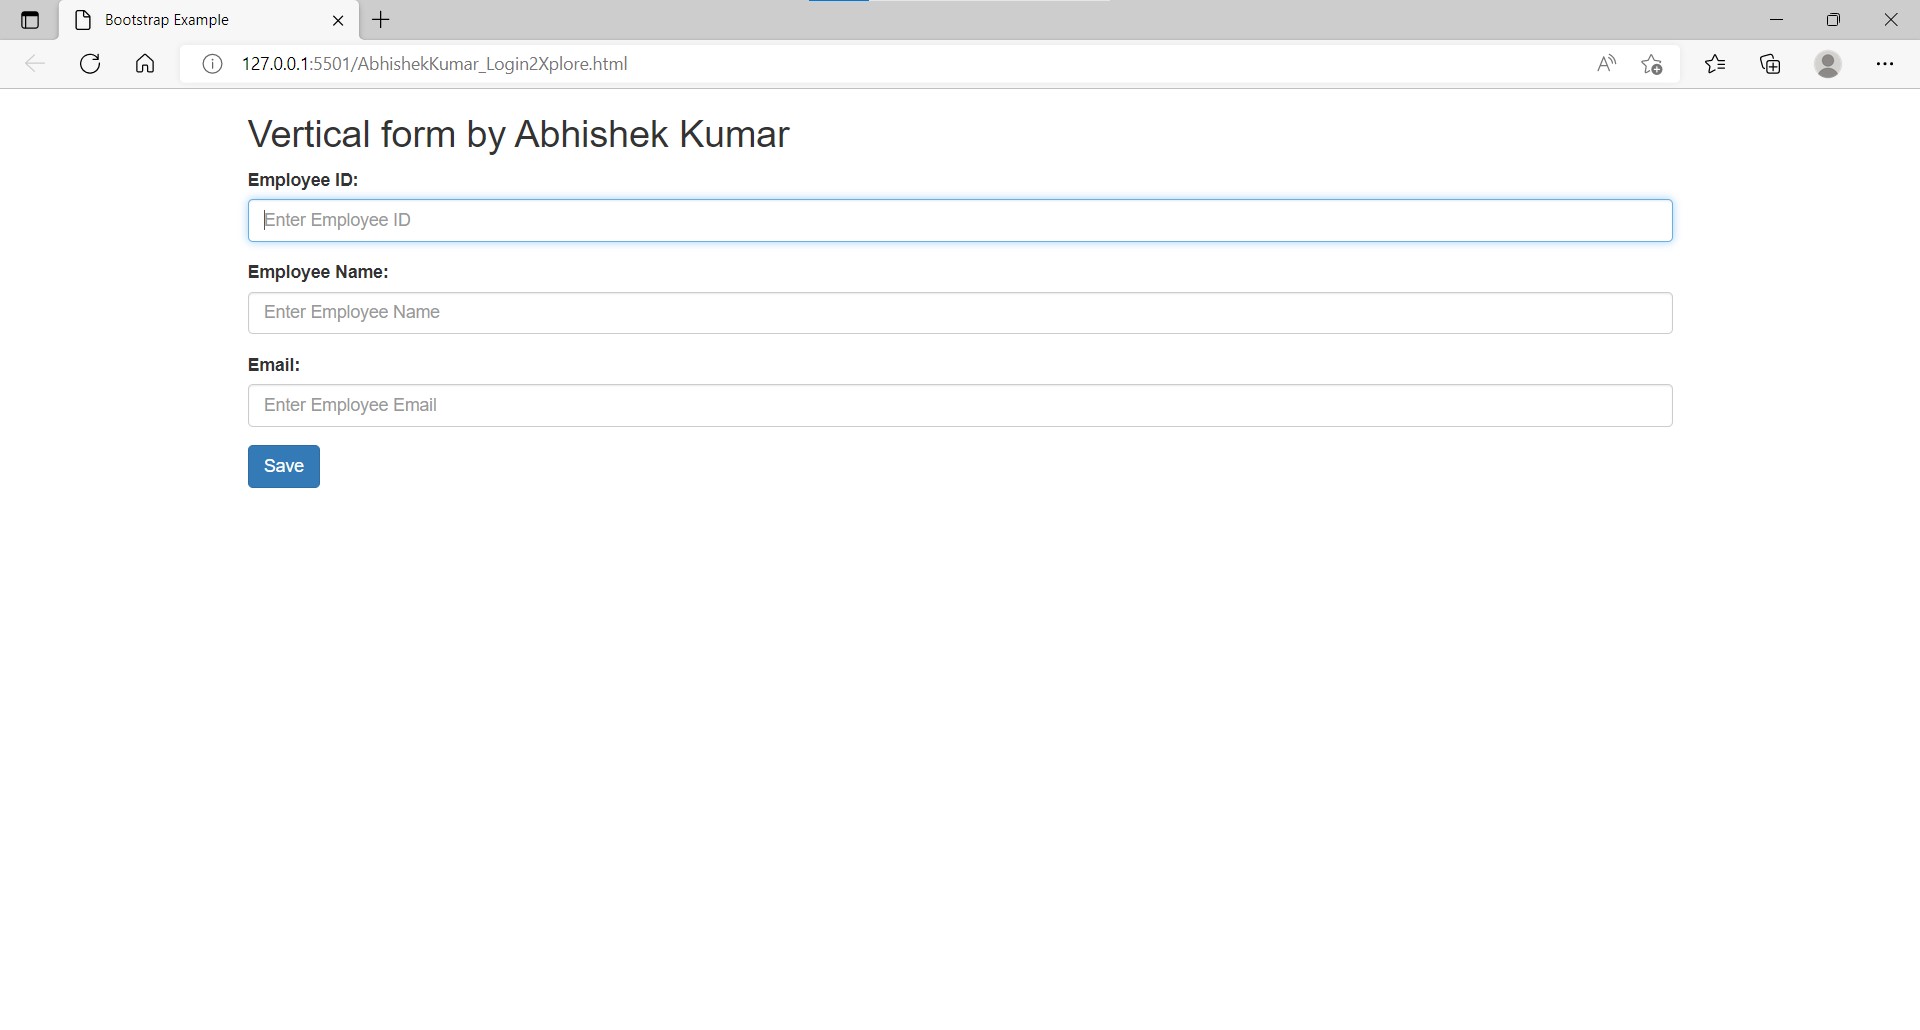 Bootstrap Example
127.0.0.1:5501/AbhishekKumar_Login2Xplore.html
Vertical form by Abhishek Kumar
Employee ID:
Enter Employee ID
Employee Name:
Enter Employee Name
Email:
Enter Employee Email
Save